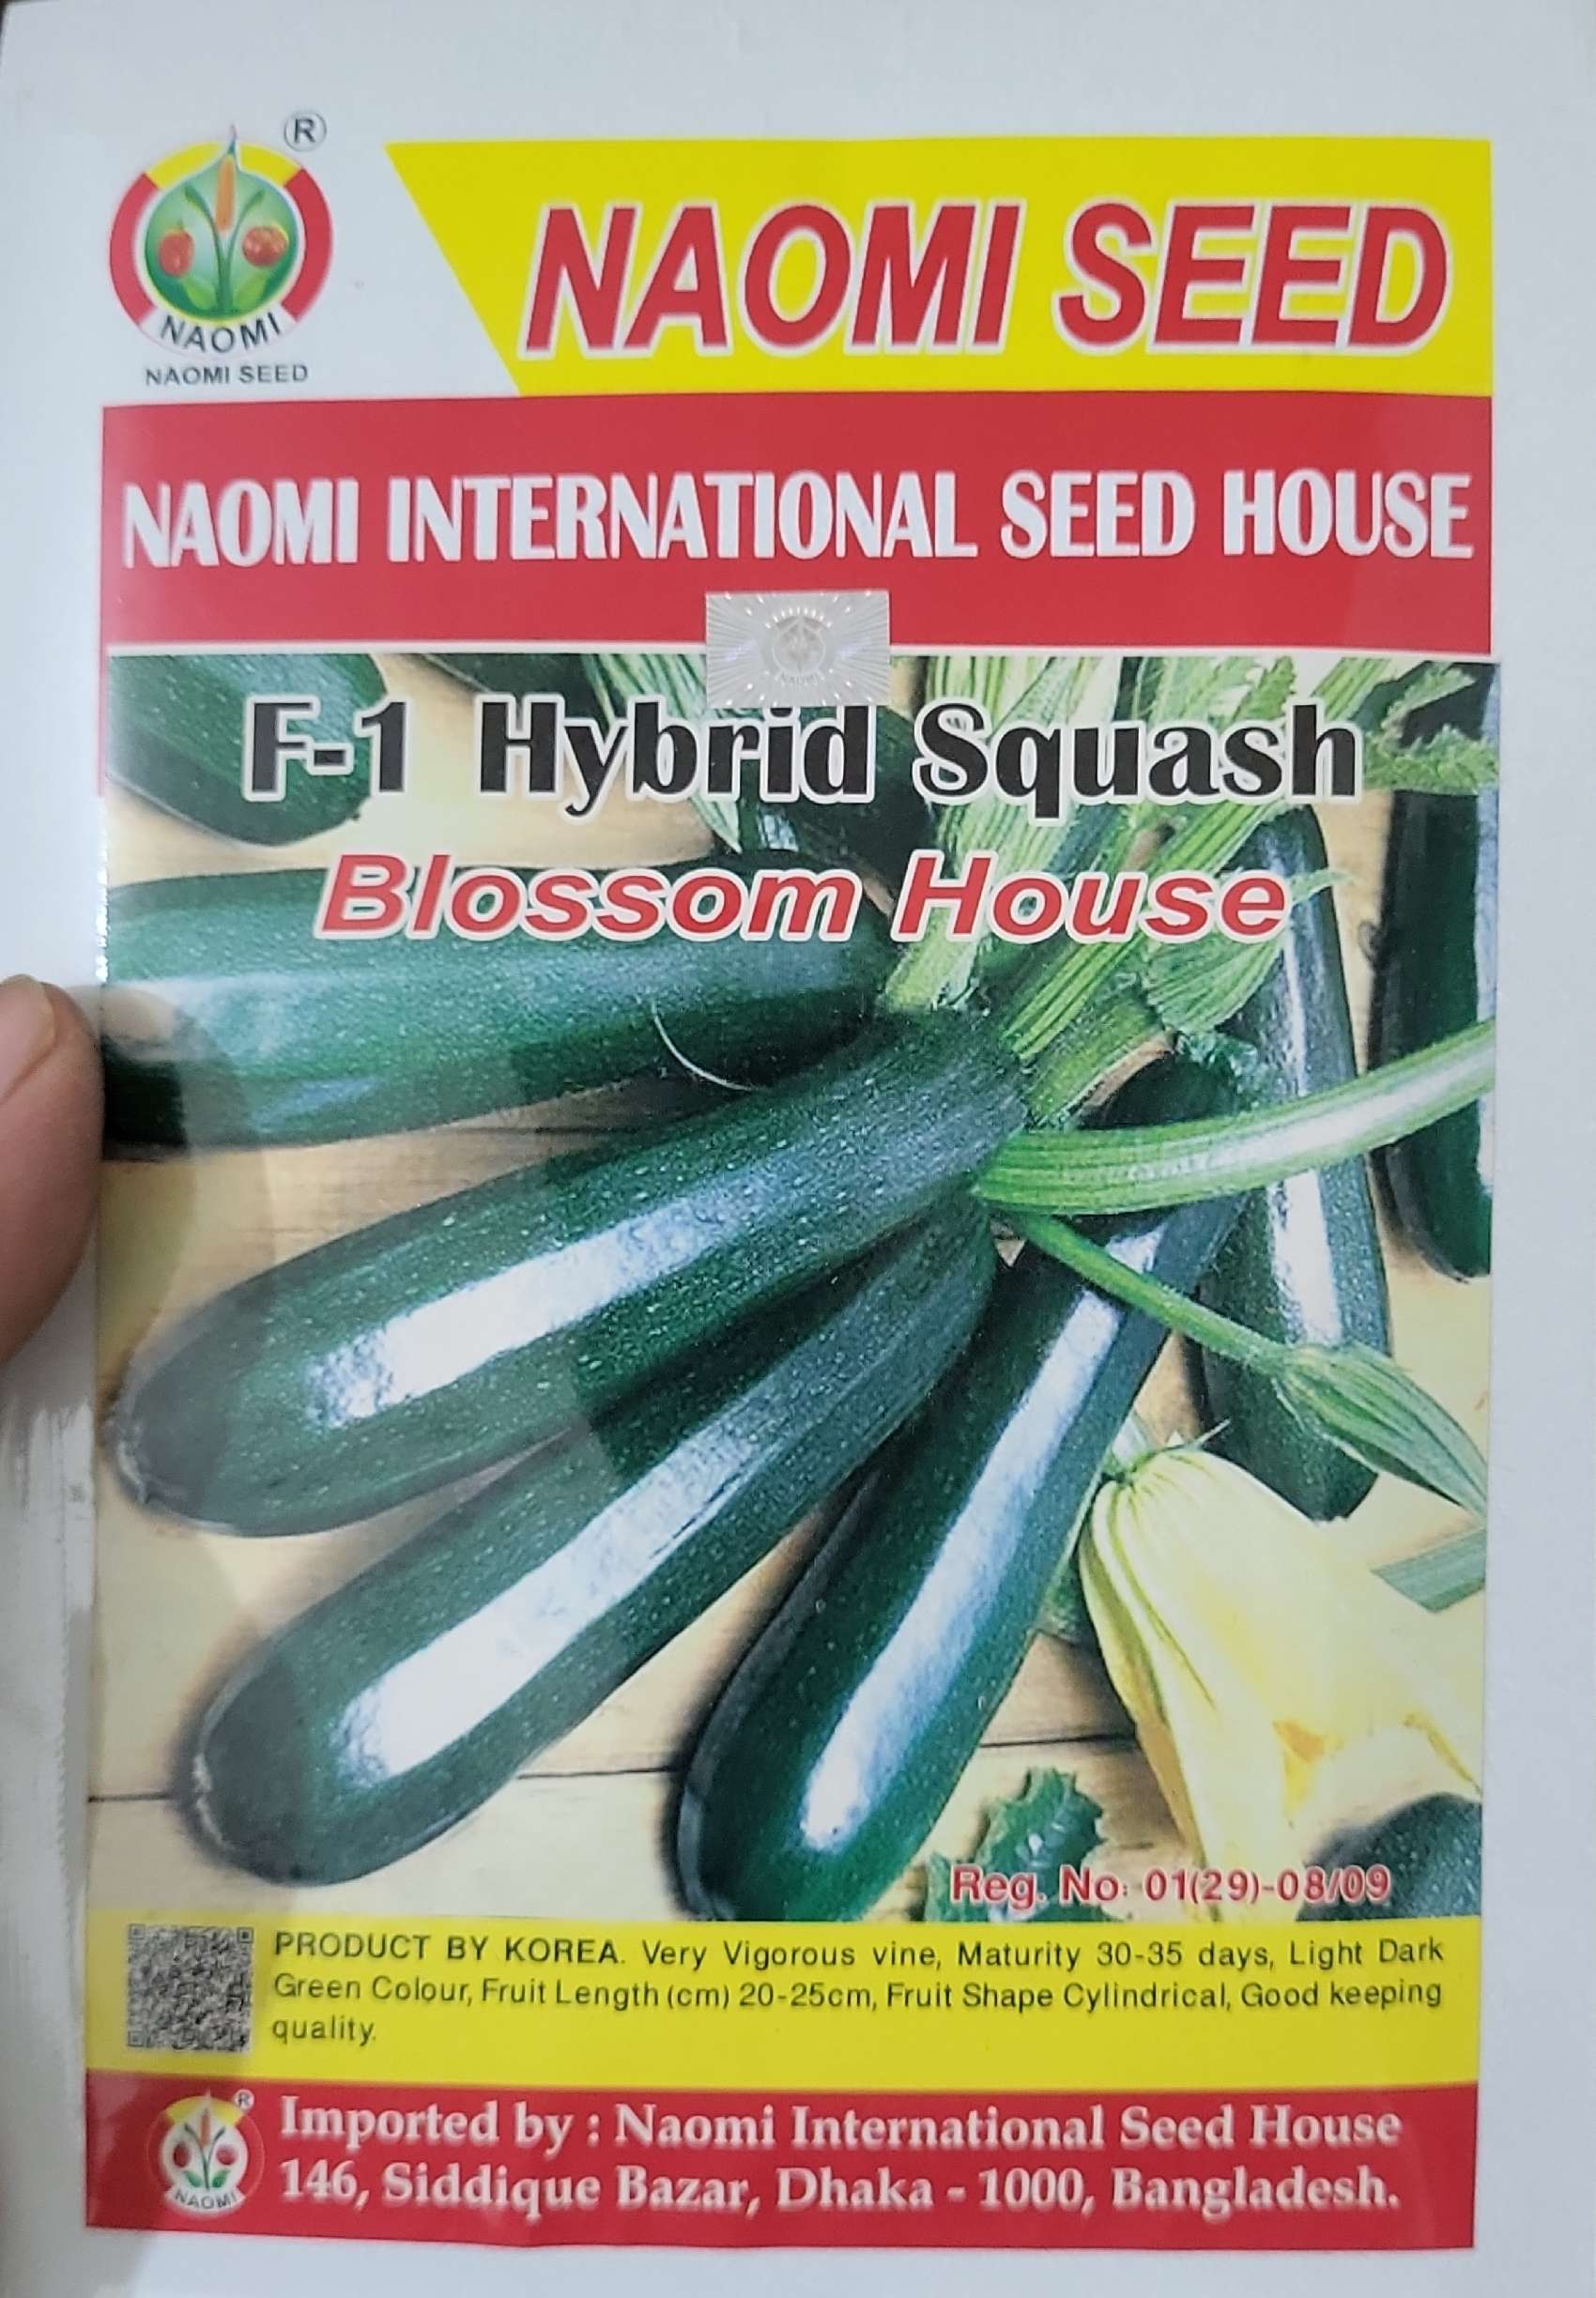 ®
NAOMI
NAOMI SEED
NAOMI SEED
NAOMI INTERNATIONAL SEED HOUSE
NAOMI
F-1 Hybrid Squash
Blossom House
Reg. No: 01(29)-08/09
PRODUCT BY KOREA. Very Vigorous vine, Maturity 30-35 days, Light Dark
Green Colour, Fruit Length (cm) 20-25cm, Fruit Shape Cylindrical, Good keeping
quality.
®
NAOMI
Imported by : Naomi International Seed House
146, Siddique Bazar, Dhaka - 1000, Bangladesh.